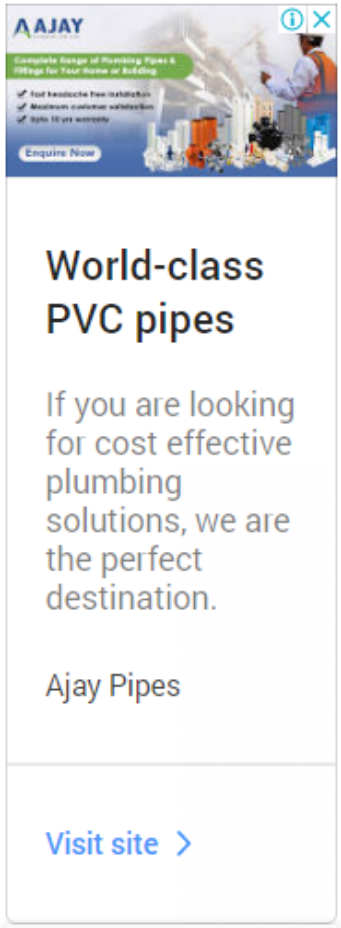 AJAY
Complete Range of Plumbing Pipes &
Fittings for Your Home or Building
Fast headache free installation
Maximum customer satisfaction
Upto 10 yrs warranty
Enquire Now
World-class
PVC pipes
If you are looking
for cost effective
plumbing
solutions, we are
the perfect
destination.
Ajay Pipes
Visit site